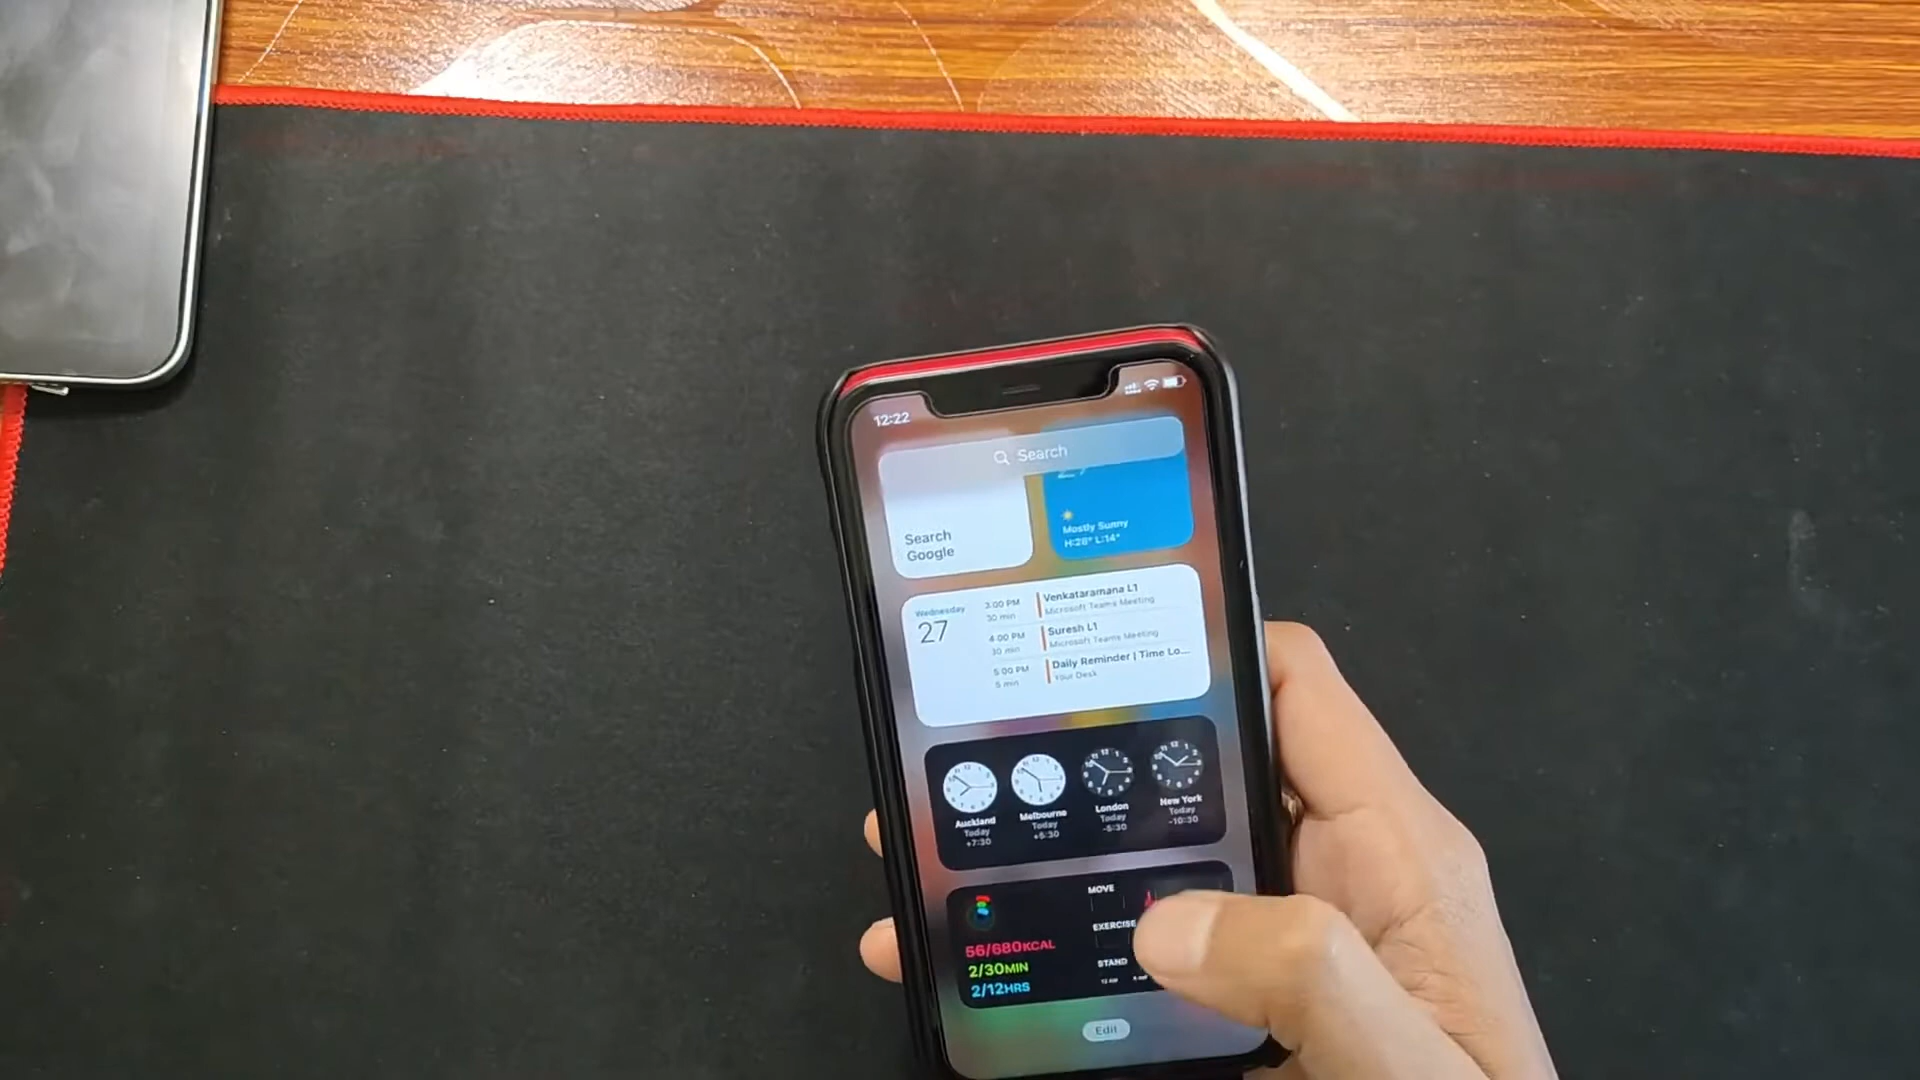 12:22
Search
Search
Google
Mostly Sunny
H:28° L:14°
Wednesday
27
3:00 PM
30 min
Venkataramana L1
Microsoft Teams Meeting
4:00 PM
30 min
Suresh L1
Microsoft Teams Meeting
5:00 PM
5 min
Daily Reminder | Time Lo...
Your Desk
Auckland
Today
+7:30
Melbourne
Today
+5:30
London
Today
-5:30
New York
Today
-10:30
56/680KCAL
2/30MIN
2/12HRS
MOVE
EXERCISE
STAND
Edit